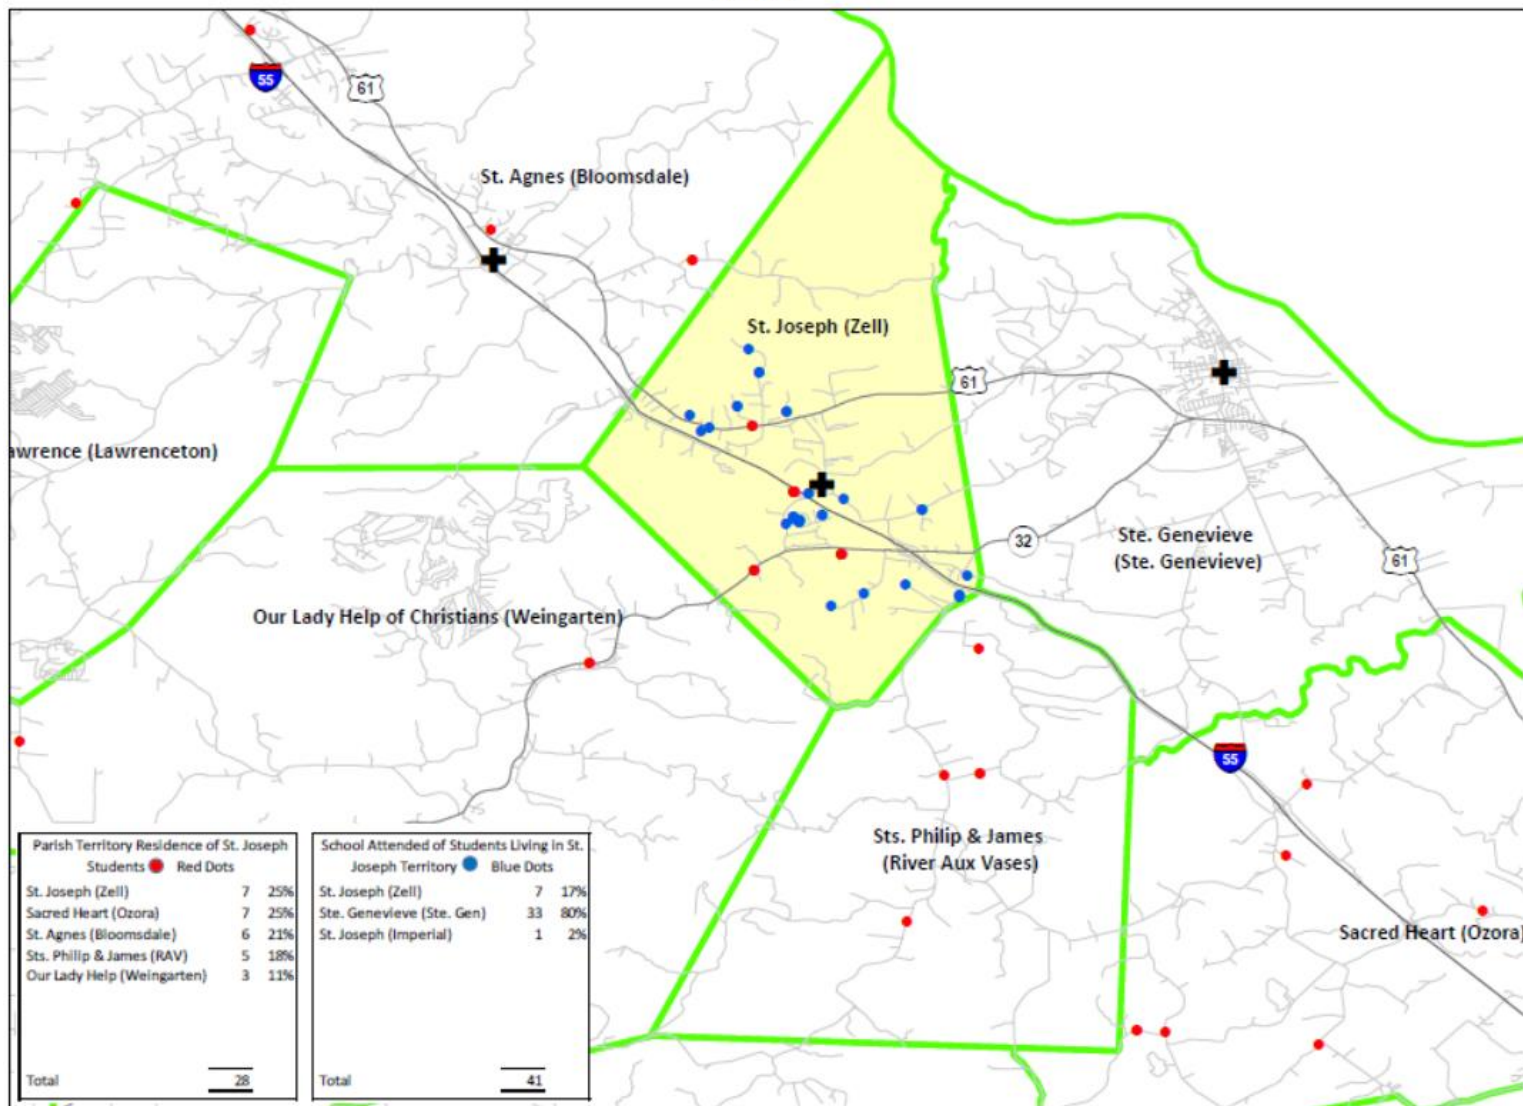 55
61
St. Agnes (Bloomsdale)
St. Joseph (Zell)
61
awrence (Lawrenceton)
32
Ste. Genevieve
(Ste. Genevieve)
61
Our Lady Help of Christians (Weingarten)
55
Sts. Philip & James
(River Aux Vases)
Sacred Heart (Ozora)
Parish Territory Residence of St. Joseph
Students Red Dots
St. Joseph (Zell) 7 25%
Sacred Heart (Ozora) 7 25%
St. Agnes (Bloomsdale) 6 21%
Sts. Philip & James (RAV) 5 18%
Our Lady Help (Weingarten) 3 11%
Total 28
School Attended of Students Living in St.
Joseph Territory Blue Dots
St. Joseph (Zell) 7 17%
Ste. Genevieve (Ste. Gen) 33 80%
St. Joseph (Imperial) 1 2%
Total 41